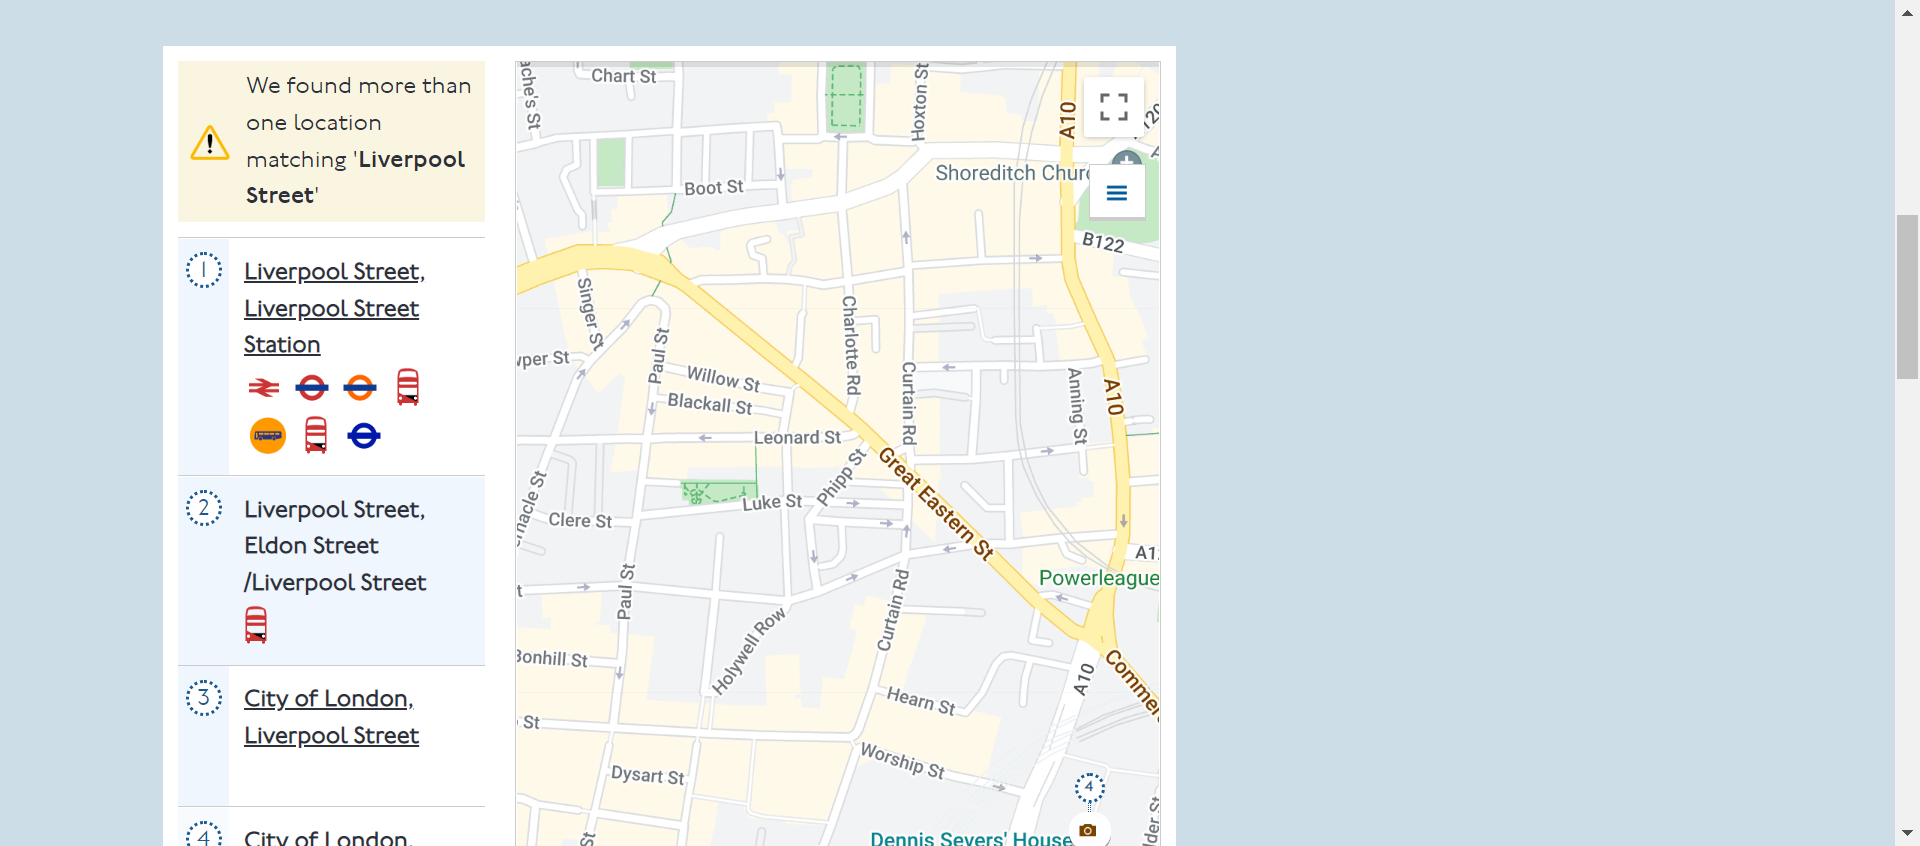 We found more than
one location
matching 'Liverpool
Street'
1
Liverpool Street,
Liverpool Street
Station
2
Liverpool Street,
Eldon Street
/Liverpool Street
3
City of London,
Liverpool Street
4
City of London,
Chart St
Hoxton St
A10
Shoreditch
Boot St
B122
Singer St
Paul St
Charlotte Rd
Willow St
Blackall St
Curtain Rd
Anning St
A10
Leonard St
Great Eastern St
Phipp St
Luke St
Clere St
Paul St
Curtain Rd
Powerleague
Holywell Row
Bonhill St
A10
Hearn St
St
Worship St
Dysart St
4
Dennis Severs' House
St